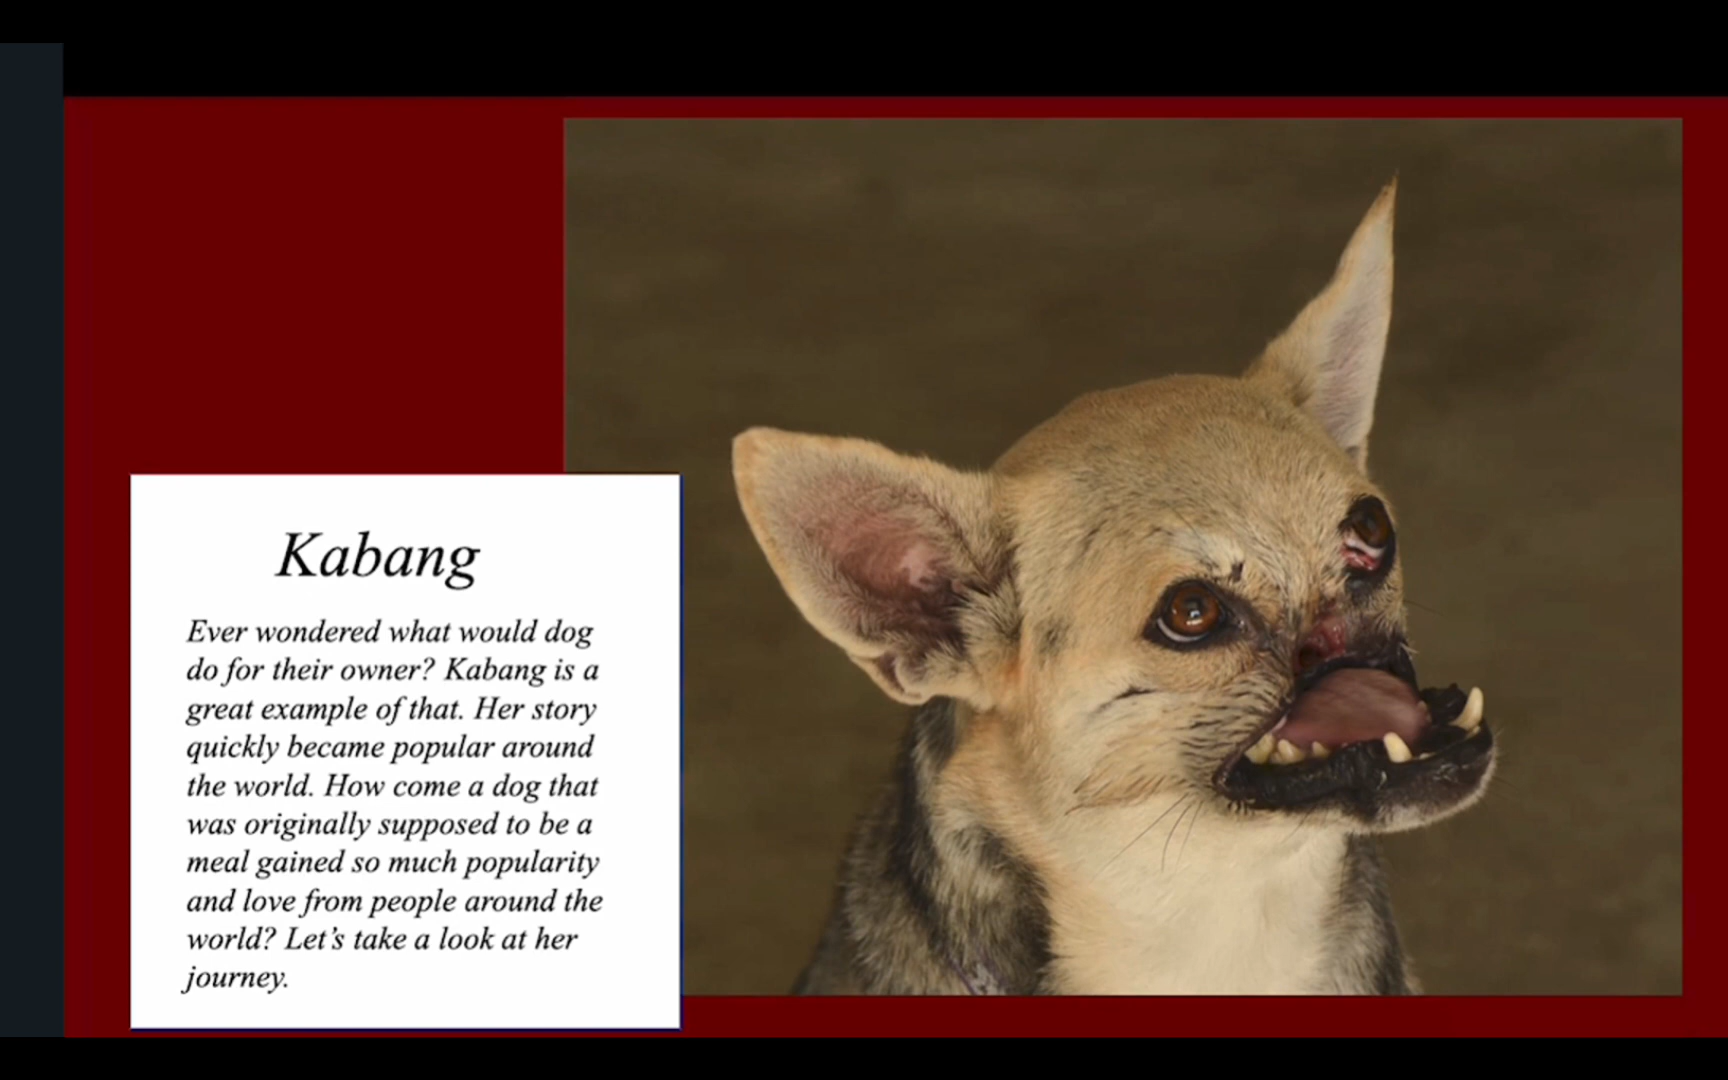 Kabang
Ever wondered what would dog
do for their owner? Kabang is a
great example of that. Her story
quickly became popular around
the world. How come a dog that
was originally supposed to be a
meal gained so much popularity
and love from people around the
world? Let’s take a look at her
journey.